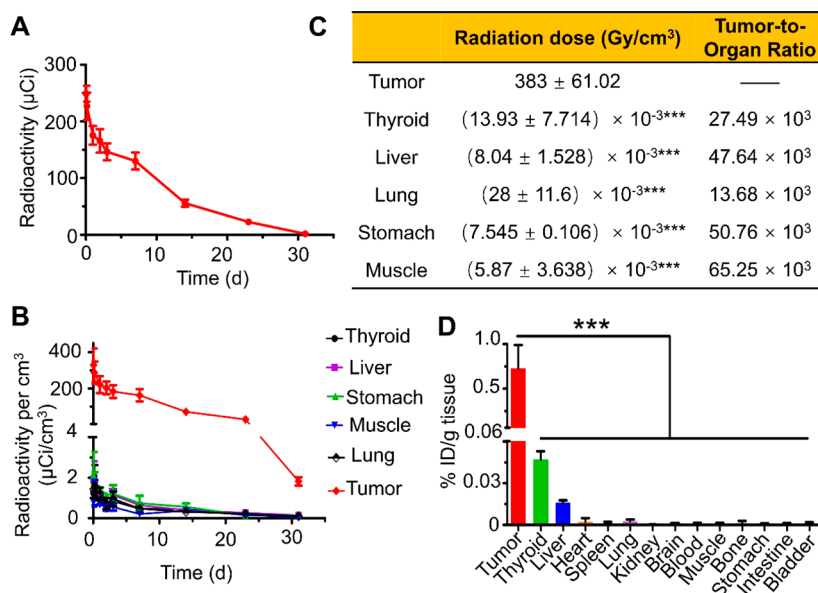 A
Radioactivity (μCi)
300
200
100
0
0
10
20
30
Time (d)
C
Radiation dose (Gy/cm³)
Tumor-to-
Organ Ratio
Tumor 383 ± 61.02 ——
Thyroid (13.93 ± 7.714) × 10⁻³*** 27.49 × 10³
Liver (8.04 ± 1.528) × 10⁻³*** 47.64 × 10³
Lung (28 ± 11.6) × 10⁻³*** 13.68 × 10³
Stomach (7.545 ± 0.106) × 10⁻³*** 50.76 × 10³
Muscle (5.87 ± 3.638) × 10⁻³*** 65.25 × 10³
B
Radioactivity per cm³
(μCi/cm³)
400
200
4
2
0
0
10
20
30
Time (d)
Thyroid
Liver
Stomach
Muscle
Lung
Tumor
D
% ID/g tissue
1.0
0.5
0.06
0.03
0
***
Tumor
Thyroid
Liver
Heart
Spleen
Lung
Kidney
Brain
Blood
Muscle
Bone
Stomach
Intestine
Bladder